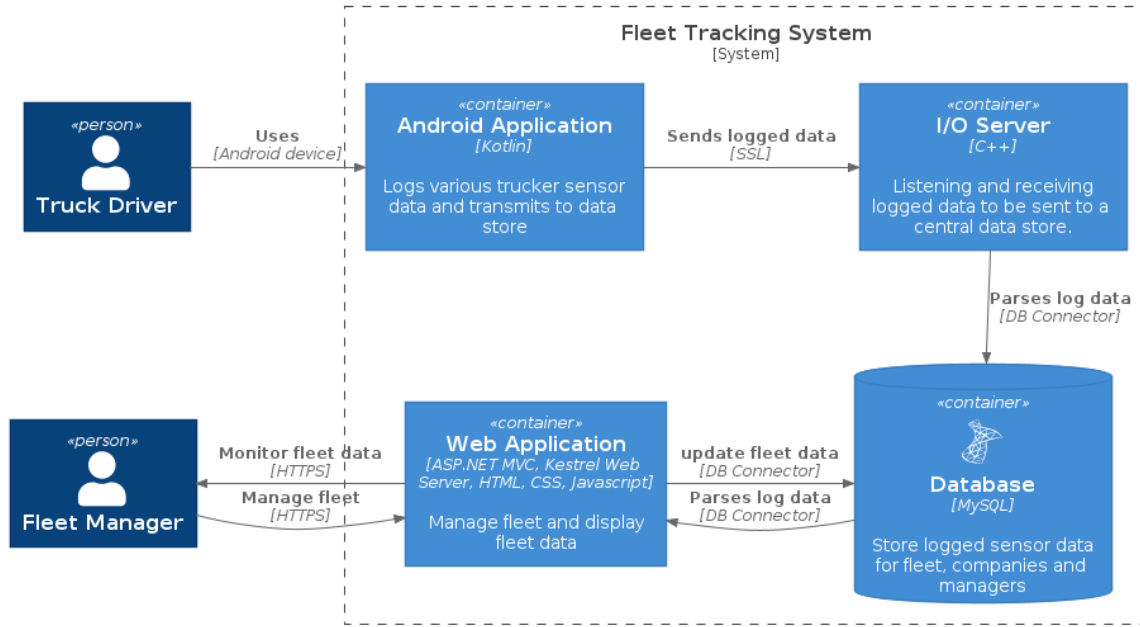 Fleet Tracking System
[System]
«person»
Truck Driver
Uses
[Android device]
«container»
Android Application
[Kotlin]
Logs various trucker sensor
data and transmits to data
store
Sends logged data
[SSL]
«container»
I/O Server
[C++]
Listening and receiving
logged data to be sent to a
central data store.
Parses log data
[DB Connector]
«person»
Fleet Manager
Monitor fleet data
[HTTPS]
Manage fleet
[HTTPS]
«container»
Web Application
[ASP.NET MVC, Kestrel Web
Server, HTML, CSS, Javascript]
Manage fleet and display
fleet data
update fleet data
[DB Connector]
Parses log data
[DB Connector]
«container»
Database
[MySQL]
Store logged sensor data
for fleet, companies and
managers